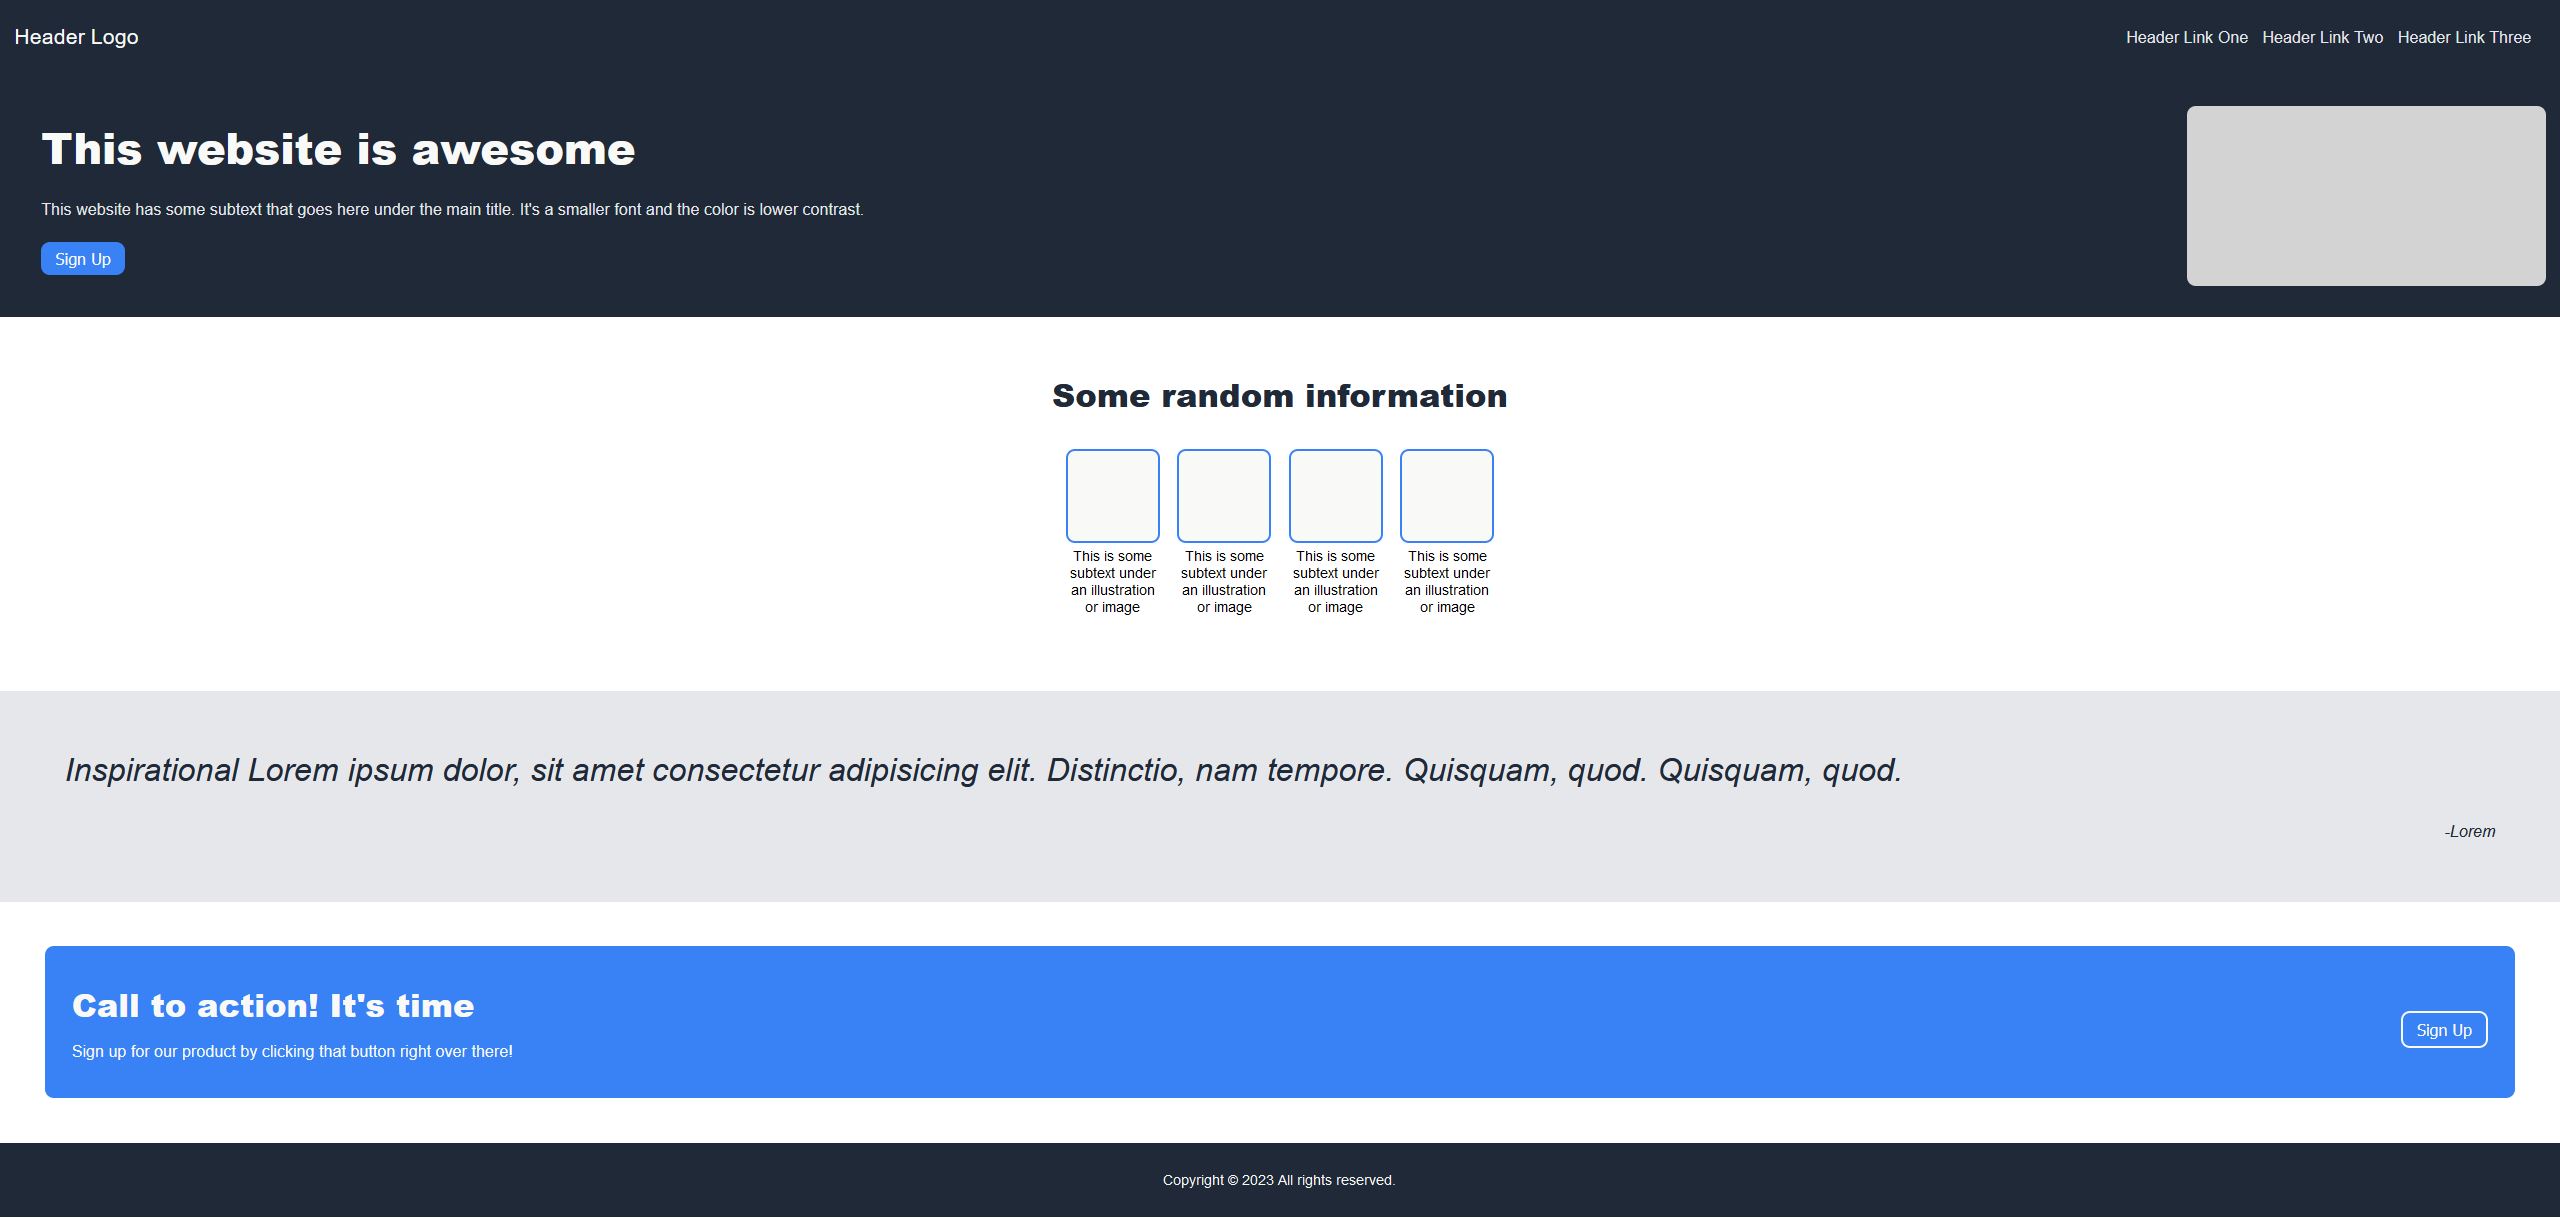 Header Logo
Header Link One Header Link Two Header Link Three
This website is awesome
This website has some subtext that goes here under the main title. It's a smaller font and the color is lower contrast.
Sign Up
Some random information
This is some
subtext under
an illustration
or image
This is some
subtext under
an illustration
or image
This is some
subtext under
an illustration
or image
This is some
subtext under
an illustration
or image
Inspirational Lorem ipsum dolor, sit amet consectetur adipisicing elit. Distinctio, nam tempore. Quisquam, quod. Quisquam, quod.
-Lorem
Call to action! It's time
Sign up for our product by clicking that button right over there!
Sign Up
Copyright © 2023 All rights reserved.